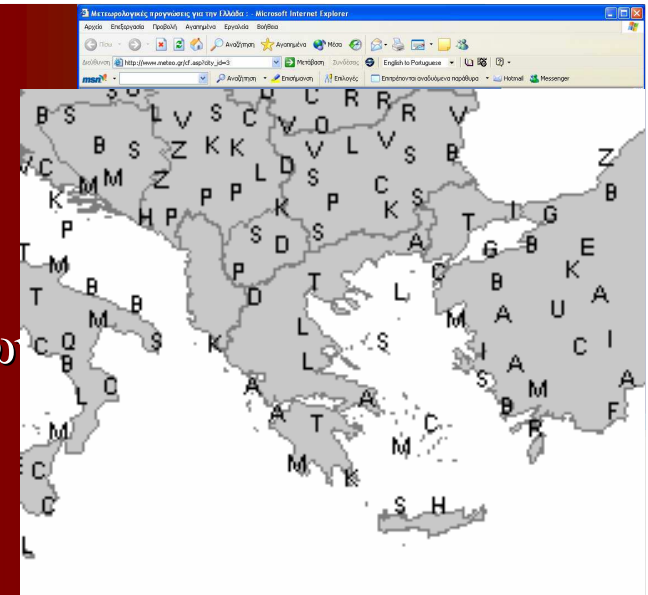 Μετεωρολογικές προγνώσεις για την Ελλάδα : - Microsoft Internet Explorer
Αρχείο Επεξεργασία Προβολή Αγαπημένα Εργαλεία Βοήθεια
Πίσω Αναζήτηση Αγαπημένα Μέσα
Διεύθυνση http://www.meteo.gr/cf.asp?city_id=3 Μετάβαση Συνδέσεις English to Portuguese
msn Αναζήτηση Επισήμανση Επιλογές Επιτρέπονται αναδυόμενα παράθυρα Hotmail Messenger
L C R R
B S L V S C V O R V
B S Z K K D V L V S B Z
V C M M Z L S C B
K P P K P K S
P H P S D S A T I G
T M P G B E
B D T L C B K A
T B M A U
C Q M S K L S I C I
B L A S A
L C A A B M A
T C R F
M M M
C K
C S H
L